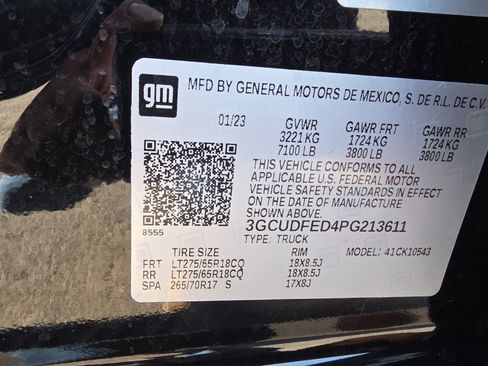 gm
MFD BY GENERAL MOTORS DE MEXICO, S. DE R.L. DE C.V.
01/23 GVWR GAWR FRT GAWR RR
3221 KG 1724 KG 1724 KG
7100 LB 3800 LB 3800 LB
THIS VEHICLE CONFORMS TO ALL
APPLICABLE U.S. FEDERAL MOTOR
VEHICLE SAFETY STANDARDS IN EFFECT
ON THE DATE OF MANUFACTURE
SHOWN ABOVE.
8555 3GCUDFED4PG213611
TYPE: TRUCK
TIRE SIZE RIM MODEL: 41CK10543
FRT LT275/65R18CQ 18X8.5J
RR LT275/65R18CQ 18X8.5J
SPA 265/70R17 S 17X8J